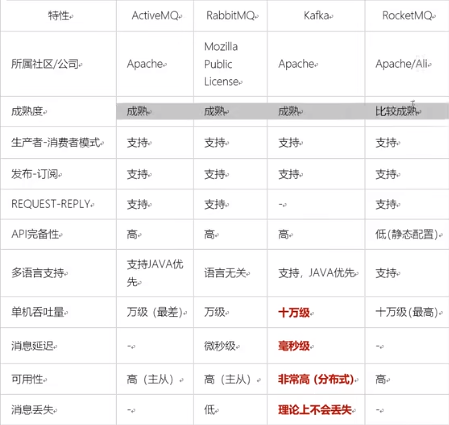 特性 ActiveMQ RabbitMQ Kafka RocketMQ
所属社区/公司 Apache Mozilla Public License Apache Apache/Ali
成熟度 成熟 成熟 成熟 比较成熟
生产者-消费者模式 支持 支持 支持 支持
发布-订阅 支持 支持 支持 支持
REQUEST-REPLY 支持 支持 - 支持
API完备性 高 高 高 低(静态配置)
多语言支持 支持JAVA优先 语言无关 支持，JAVA优先 支持
单机吞吐量 万级（最差） 万级 十万级 十万级(最高)
消息延迟 - 微秒级 毫秒级 -
可用性 高（主从） 高（主从） 非常高（分布式） 高
消息丢失 - 低 理论上不会丢失 -